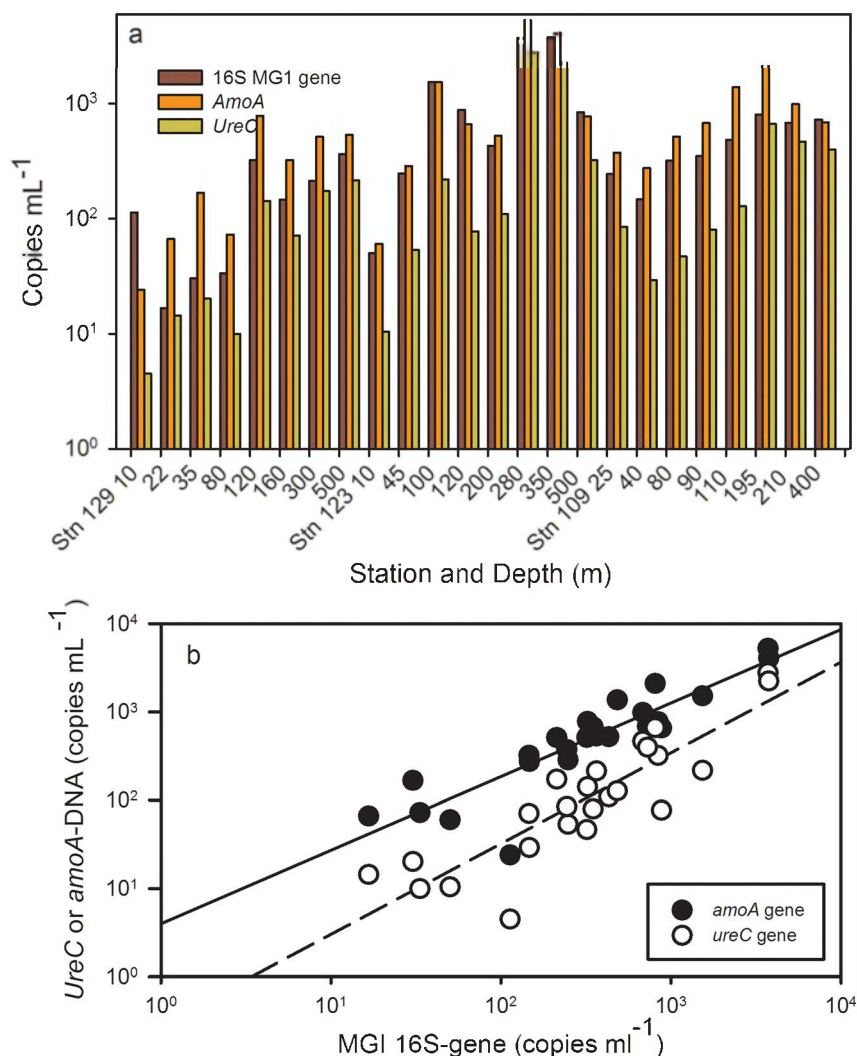 a
16S MG1 gene
AmoA
UreC
Copies mL-1
10^3
10^2
10^1
10^0
Stn 129 10
22
35
80
120
160
300
500
Stn 123 10
45
100
120
200
280
350
500
Stn 109 25
40
80
90
110
195
210
400
Station and Depth (m)
b
UreC or amoA-DNA (copies mL-1)
10^4
10^3
10^2
10^1
10^0
amoA gene
ureC gene
10^0 10^1 10^2 10^3 10^4
MGI 16S-gene (copies ml-1)